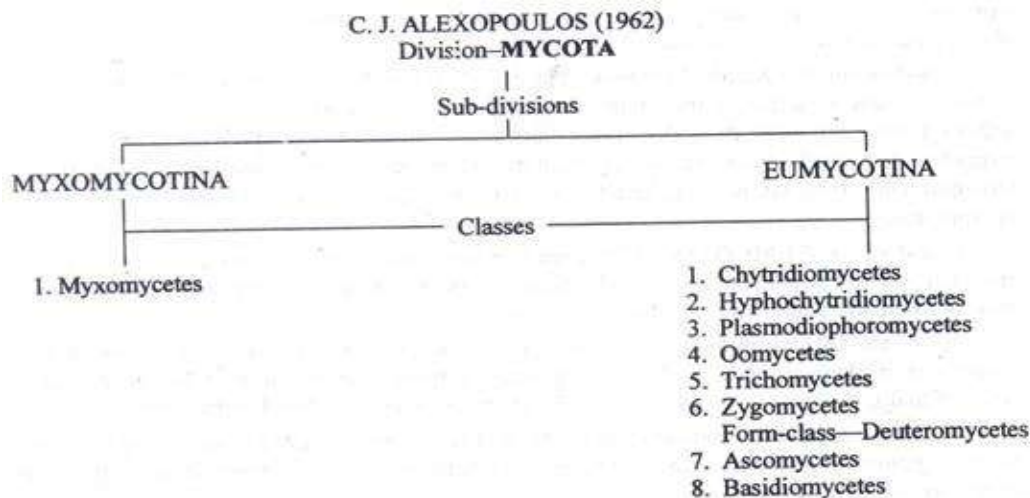 C. J. ALEXOPOULOS (1962)
Division–MYCOTA
Sub-divisions
MYXOMYCOTINA
EUMYCOTINA
Classes
1. Myxomycetes
1. Chytridiomycetes
2. Hyphochytridiomycetes
3. Plasmodiophoromycetes
4. Oomycetes
5. Trichomycetes
6. Zygomycetes
Form-class—Deuteromycetes
7. Ascomycetes
8. Basidiomycetes